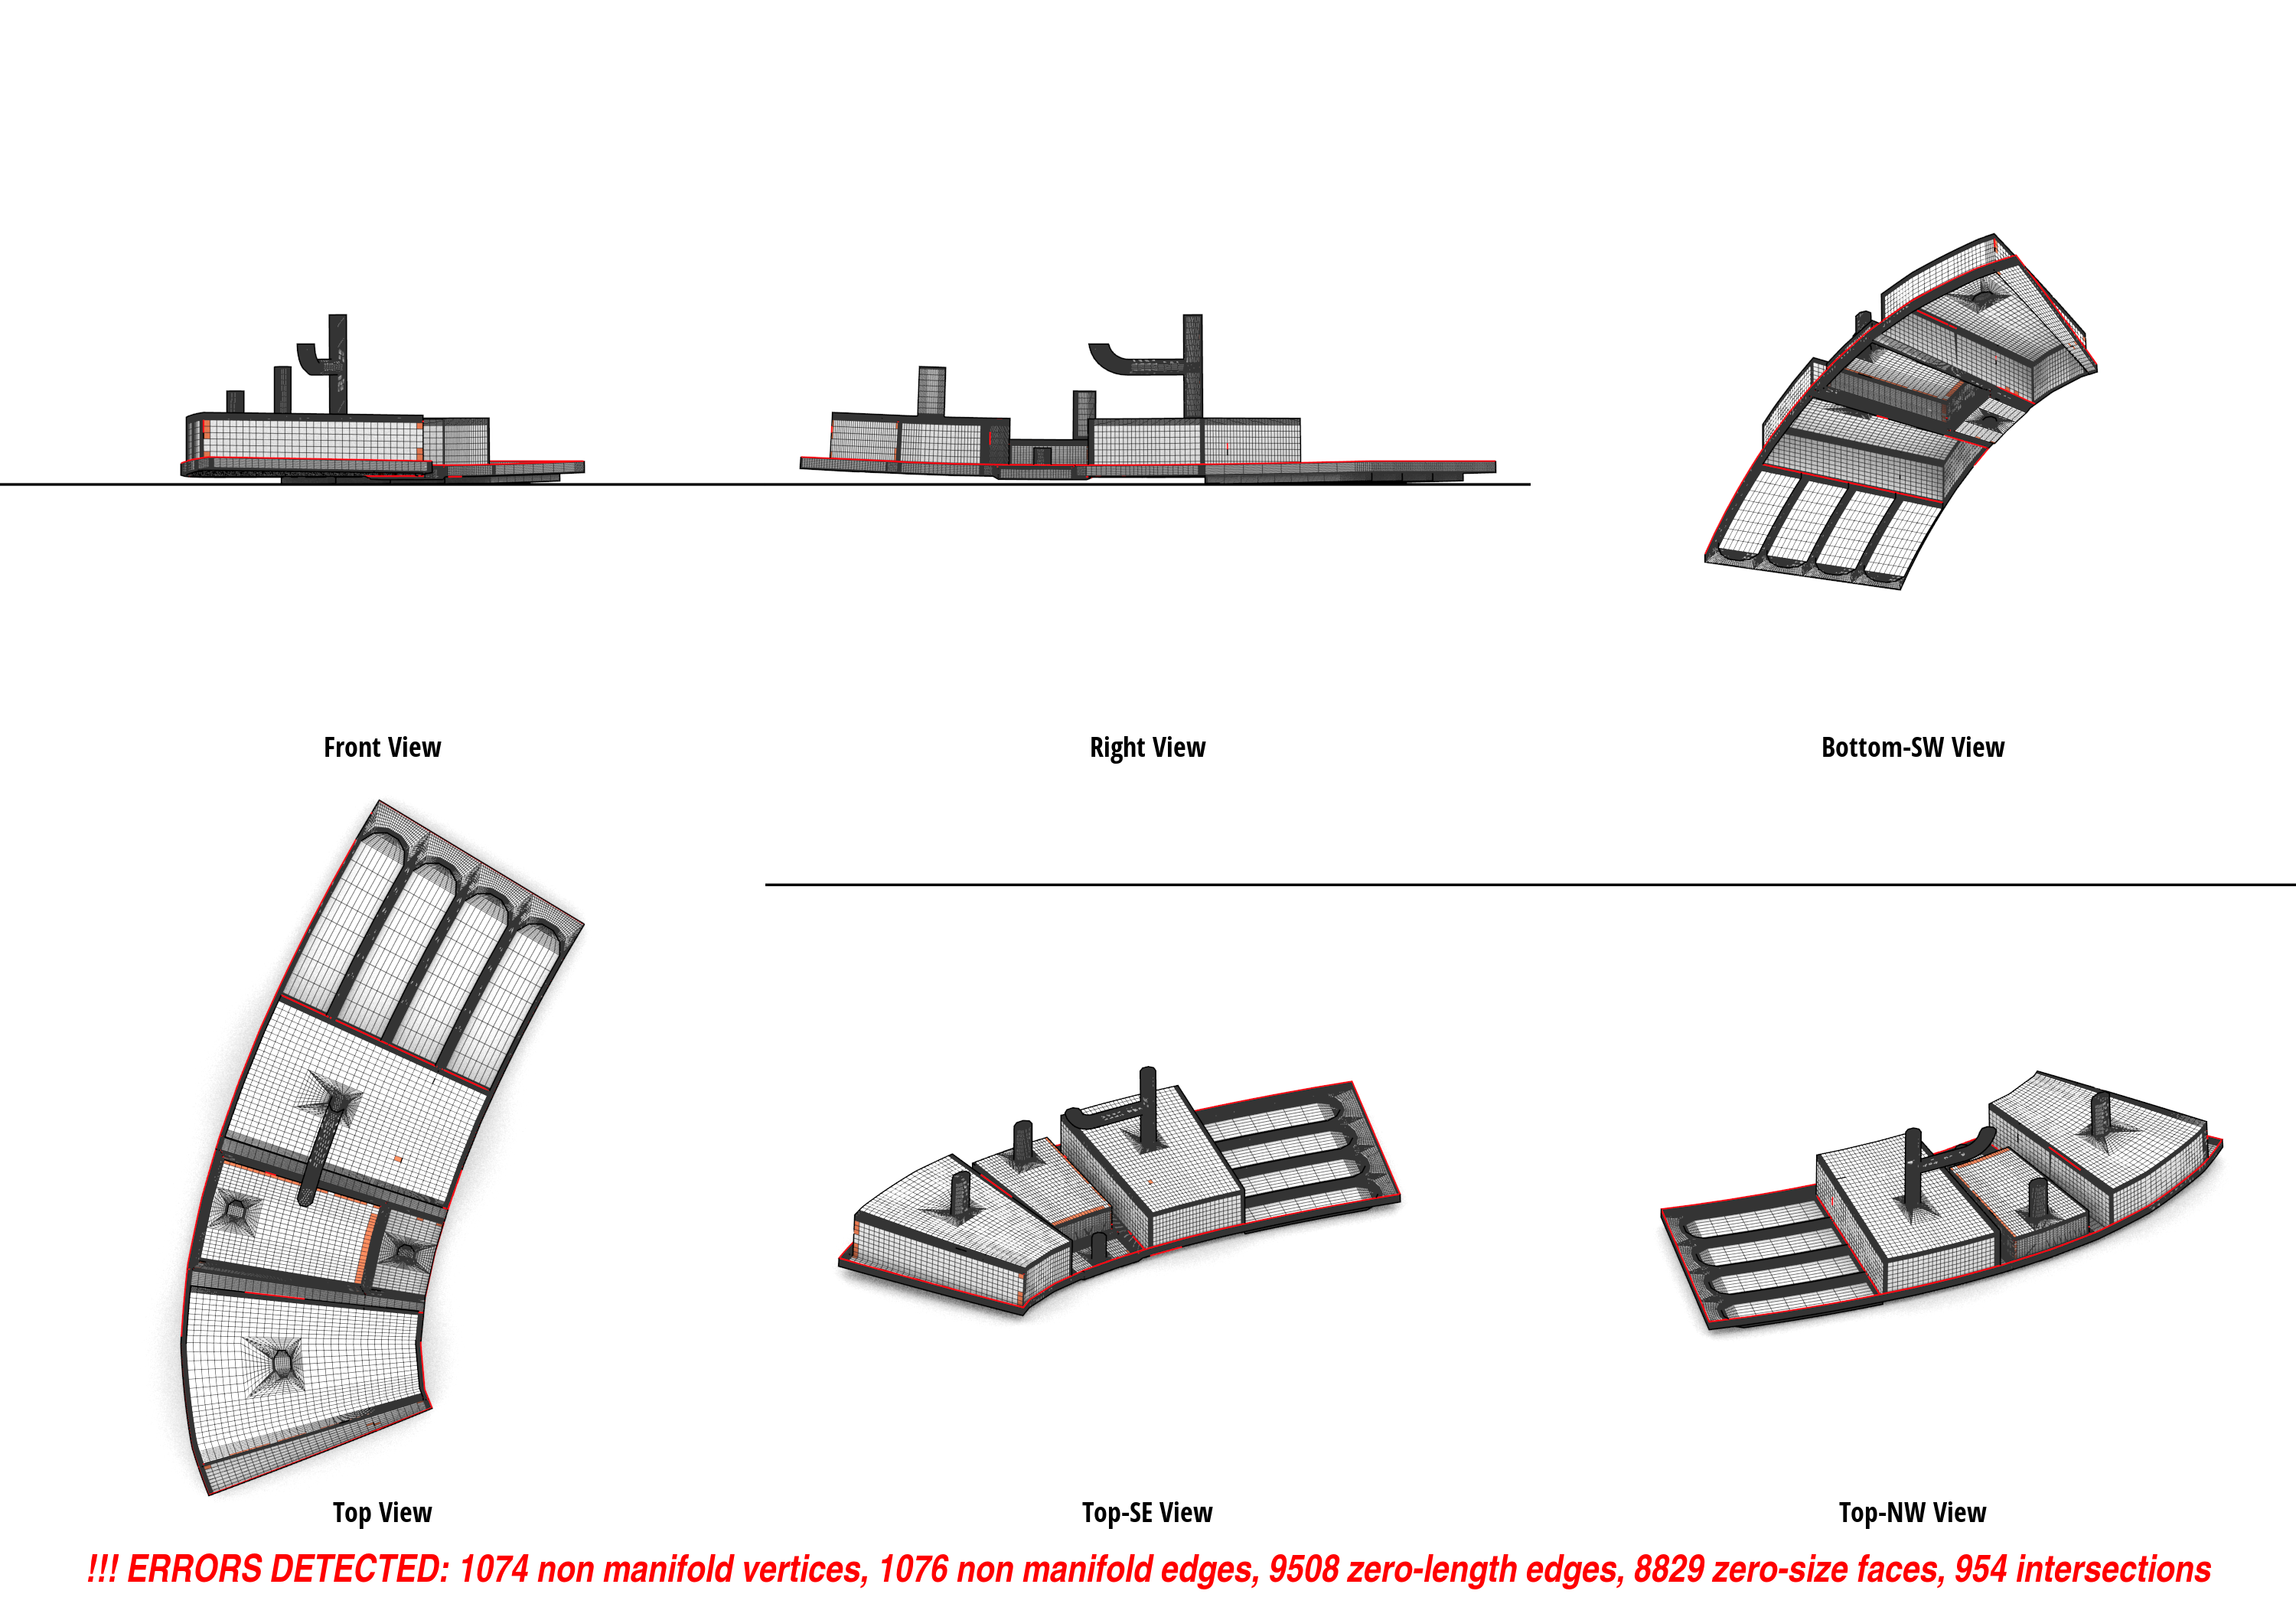 Front View
Right View
Bottom-SW View
Top View
Top-SE View
Top-NW View
!!! ERRORS DETECTED: 1074 non manifold vertices, 1076 non manifold edges, 9508 zero-length edges, 8829 zero-size faces, 954 intersections